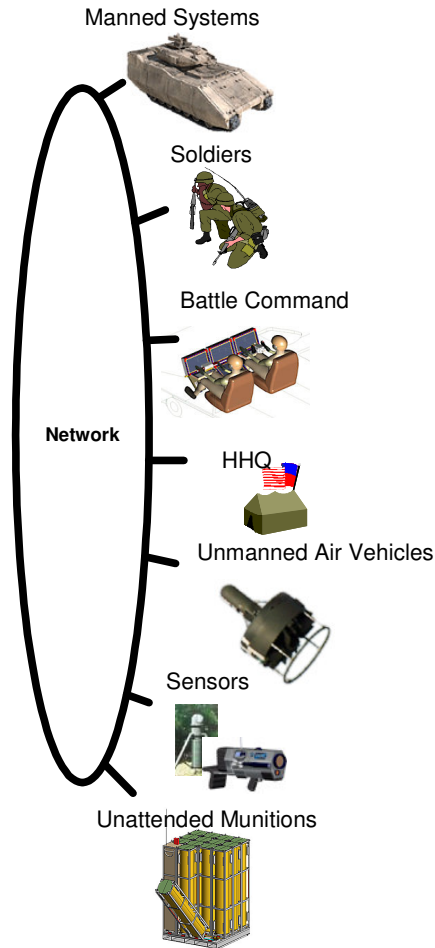 Manned Systems
Soldiers
Battle Command
Network
HHQ
Unmanned Air Vehicles
Sensors
Unattended Munitions